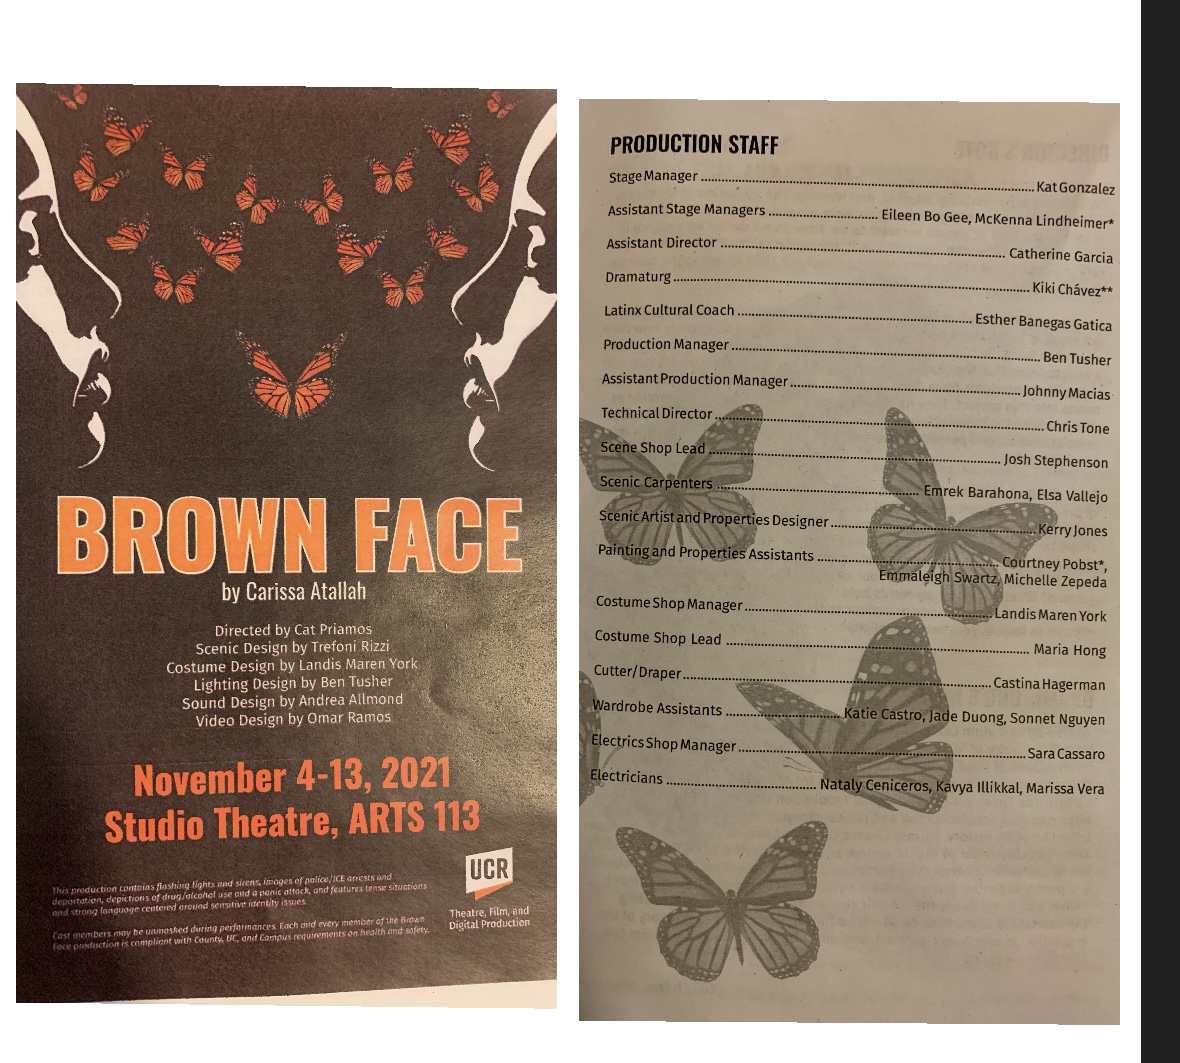 BROWN FACE
by Carissa Atallah
Directed by Cat Priamos
Scenic Design by Trefoni Rizzi
Costume Design by Landis Maren York
Lighting Design by Ben Tusher
Sound Design by Andrea Allmond
Video Design by Omar Ramos
November 4-13, 2021
Studio Theatre, ARTS 113
This production contains flashing lights and sirens, images of police/ICE arrests and
deportation, depictions of drug/alcohol use and a panic attack, and features tense situations
and strong language centered around sensitive identity issues.
Cast members may be unmasked during performances. Each and every member of the Brown
Face production is compliant with County, UC, and Campus requirements on health and safety.
UCR
Theatre, Film, and
Digital Production
PRODUCTION STAFF
Stage Manager ........ Kat Gonzalez
Assistant Stage Managers ........ Eileen Bo Gee, McKenna Lindheimer*
Assistant Director ........ Catherine Garcia
Dramaturg ........ Kiki Chávez**
Latinx Cultural Coach ........ Esther Banegas Gatica
Production Manager ........ Ben Tusher
Assistant Production Manager ........ Johnny Macias
Technical Director ........ Chris Tone
Scene Shop Lead ........ Josh Stephenson
Scenic Carpenters ........ Emrek Barahona, Elsa Vallejo
Scenic Artist and Properties Designer ........ Kerry Jones
Painting and Properties Assistants ........ Courtney Pobst*,
Emmaleigh Swartz, Michelle Zepeda
Costume Shop Manager ........ Landis Maren York
Costume Shop Lead ........ Maria Hong
Cutter/Draper ........ Castina Hagerman
Wardrobe Assistants ........ Katie Castro, Jade Duong, Sonnet Nguyen
Electrics Shop Manager ........ Sara Cassaro
Electricians ........ Nataly Ceniceros, Kavya Illikkal, Marissa Vera